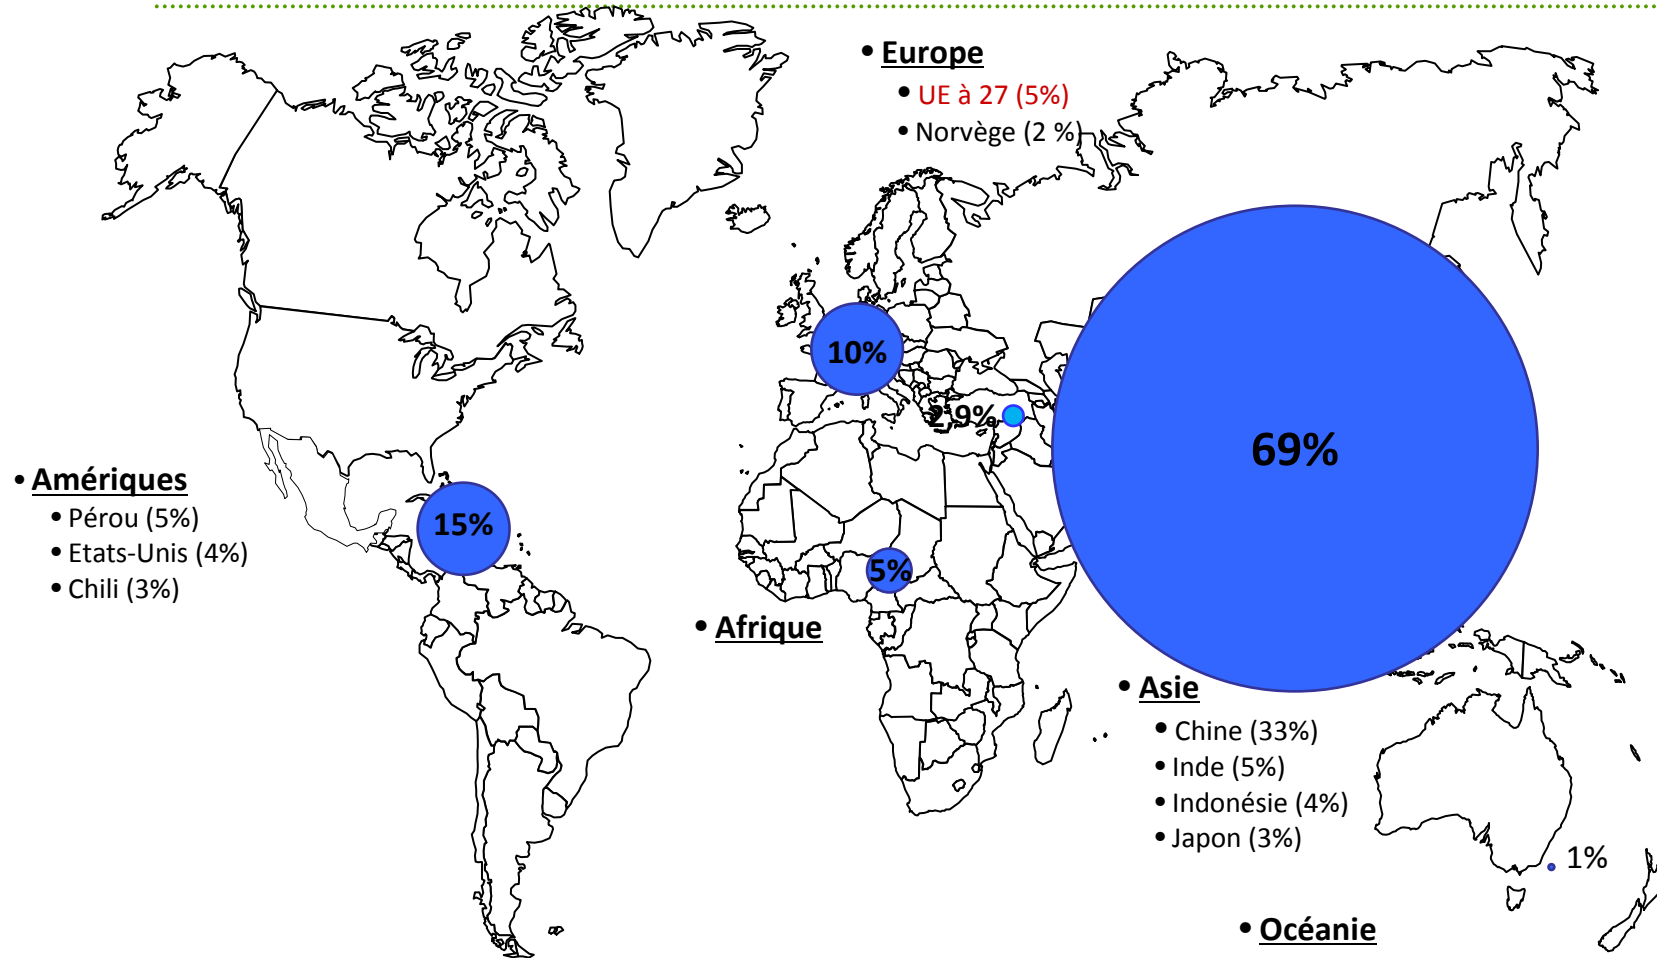 • Europe
• UE à 27 (5%)
• Norvège (2 %)
10%
2,9%
69%
• Amériques
• Pérou (5%)
• Etats-Unis (4%)
• Chili (3%)
15%
5%
• Afrique
• Asie
• Chine (33%)
• Inde (5%)
• Indonésie (4%)
• Japon (3%)
1%
• Océanie